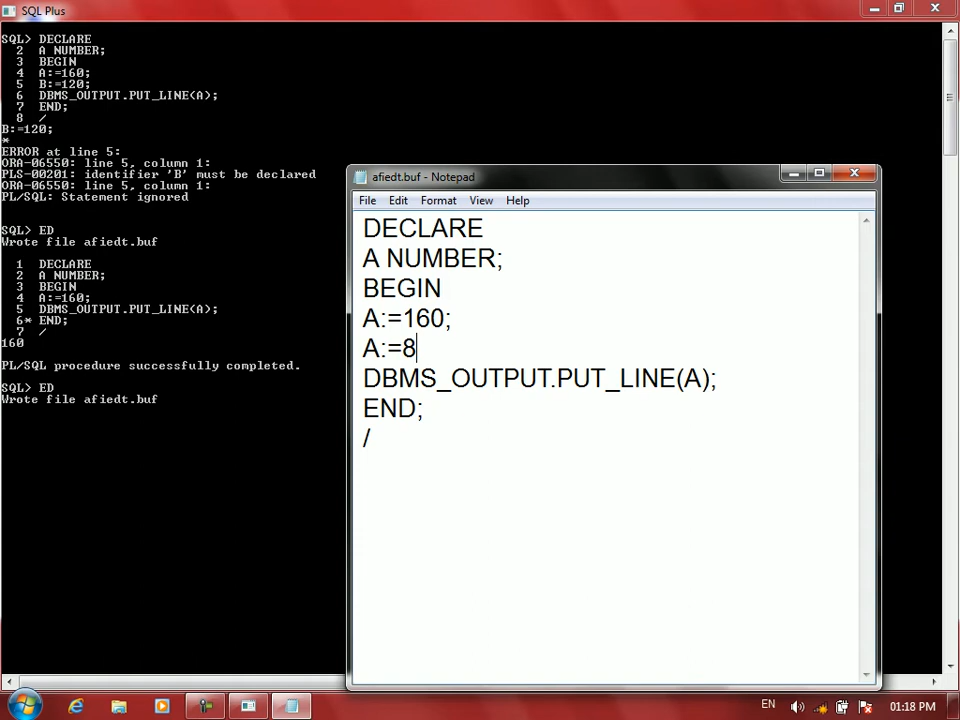 SQL Plus
SQL> DECLARE
2 A NUMBER;
3 BEGIN
4 A:=160;
5 B:=120;
6 DBMS_OUTPUT.PUT_LINE(A);
7 END;
8 /
B:=120;
*
ERROR at line 5:
ORA-06550: line 5, column 1:
PLS-00201: identifier 'B' must be declared
ORA-06550: line 5, column 1:
PL/SQL: Statement ignored
SQL> ED
Wrote file afiedt.buf
1 DECLARE
2 A NUMBER;
3 BEGIN
4 A:=160;
5 DBMS_OUTPUT.PUT_LINE(A);
6* END;
7 /
160
PL/SQL procedure successfully completed.
SQL> ED
Wrote file afiedt.buf
afiedt.buf - Notepad
File Edit Format View Help
DECLARE
A NUMBER;
BEGIN
A:=160;
A:=8
DBMS_OUTPUT.PUT_LINE(A);
END;
/
EN 01:18 PM